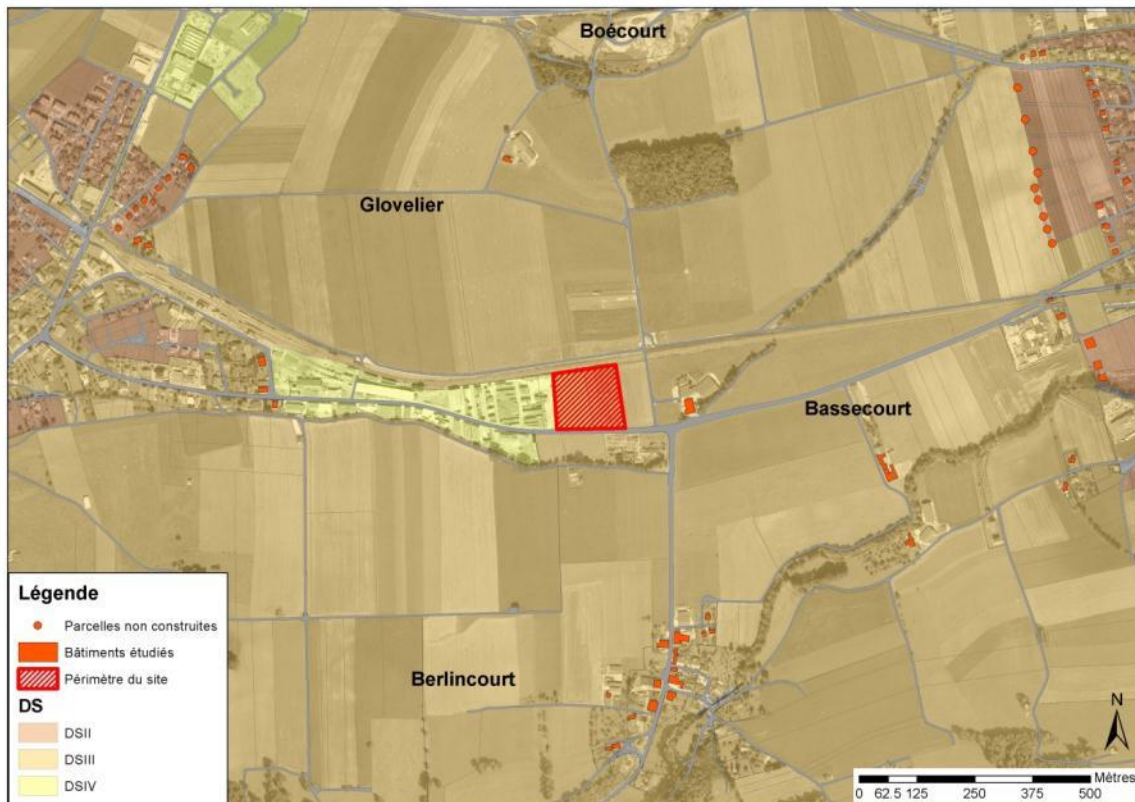 Boécourt
Glovelier
Bassecourt
Berlincourt
Légende
Parcelles non construites
Bâtiments étudiés
Périmètre du site
DS
DSII
DSIII
DSIV
N
Mètres
0 62.5 125 250 375 500